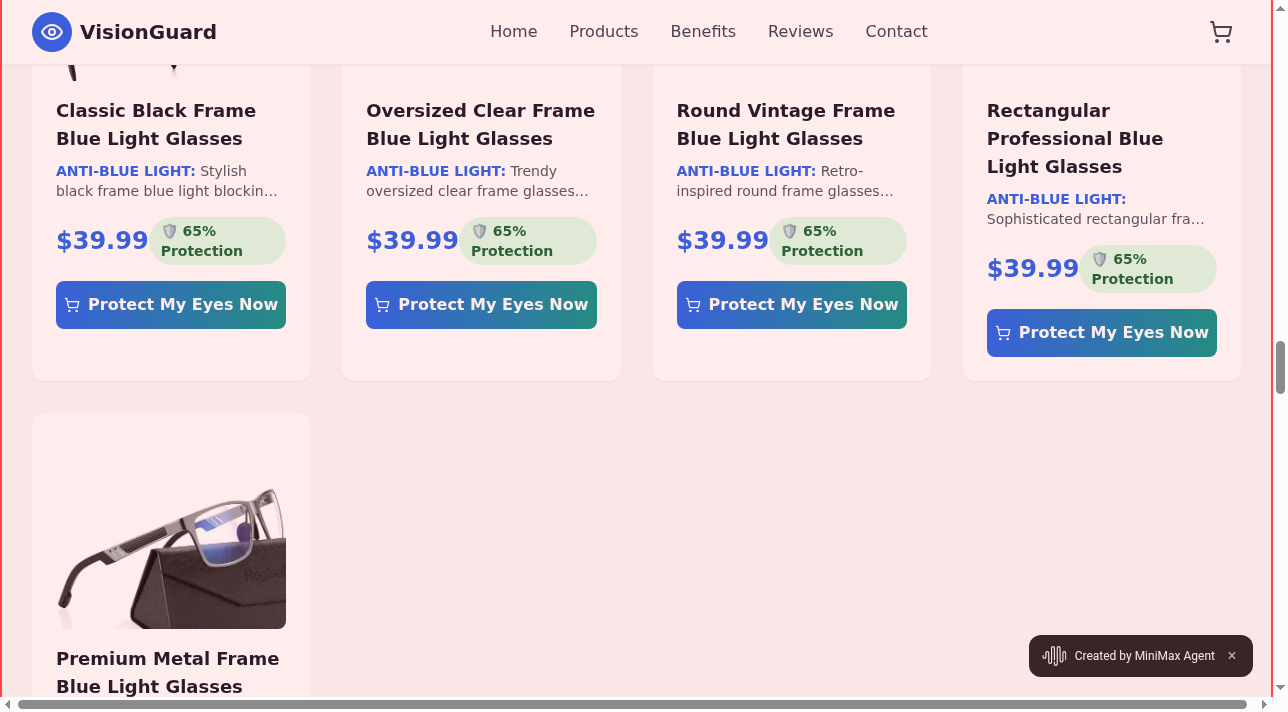 VisionGuard
Home
Products
Benefits
Reviews
Contact
Classic Black Frame
Blue Light Glasses
ANTI-BLUE LIGHT: Stylish
black frame blue light blockin…
$39.99
🛡️ 65%
Protection
Protect My Eyes Now
Oversized Clear Frame
Blue Light Glasses
ANTI-BLUE LIGHT: Trendy
oversized clear frame glasses…
$39.99
🛡️ 65%
Protection
Protect My Eyes Now
Round Vintage Frame
Blue Light Glasses
ANTI-BLUE LIGHT: Retro-
inspired round frame glasses…
$39.99
🛡️ 65%
Protection
Protect My Eyes Now
Rectangular
Professional Blue
Light Glasses
ANTI-BLUE LIGHT:
Sophisticated rectangular fra…
$39.99
🛡️ 65%
Protection
Protect My Eyes Now
Premium Metal Frame
Blue Light Glasses
Created by MiniMax Agent ×